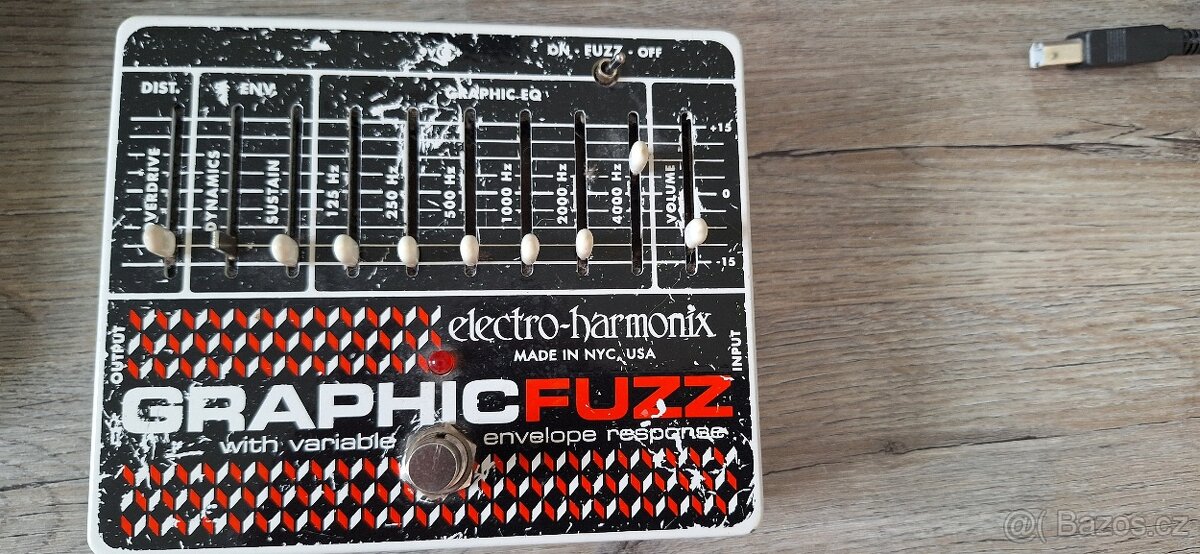 ON • FUZZ • OFF
DIST.
ENV.
GRAPHIC EQ
+15
0
-15
OVERDRIVE
DYNAMICS
SUSTAIN
125 Hz
250 Hz
500 Hz
1000 Hz
2000 Hz
4000 Hz
VOLUME
electro-harmonix
MADE IN NYC, USA
OUTPUT
INPUT
GRAPHICFUZZ
with variable envelope response
@( Bazos.cz